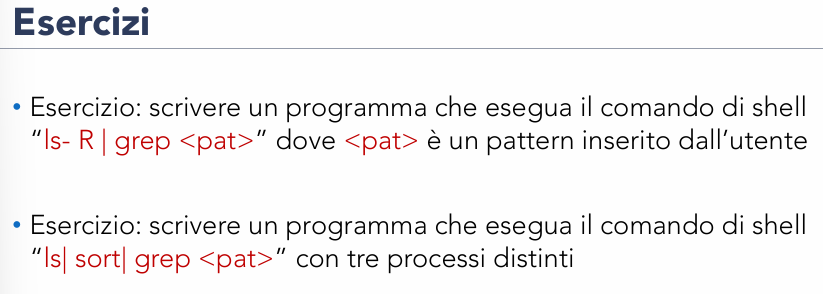 Esercizi
• Esercizio: scrivere un programma che esegua il comando di shell
“ls- R | grep <pat>” dove <pat> è un pattern inserito dall’utente
• Esercizio: scrivere un programma che esegua il comando di shell
“ls| sort| grep <pat>” con tre processi distinti